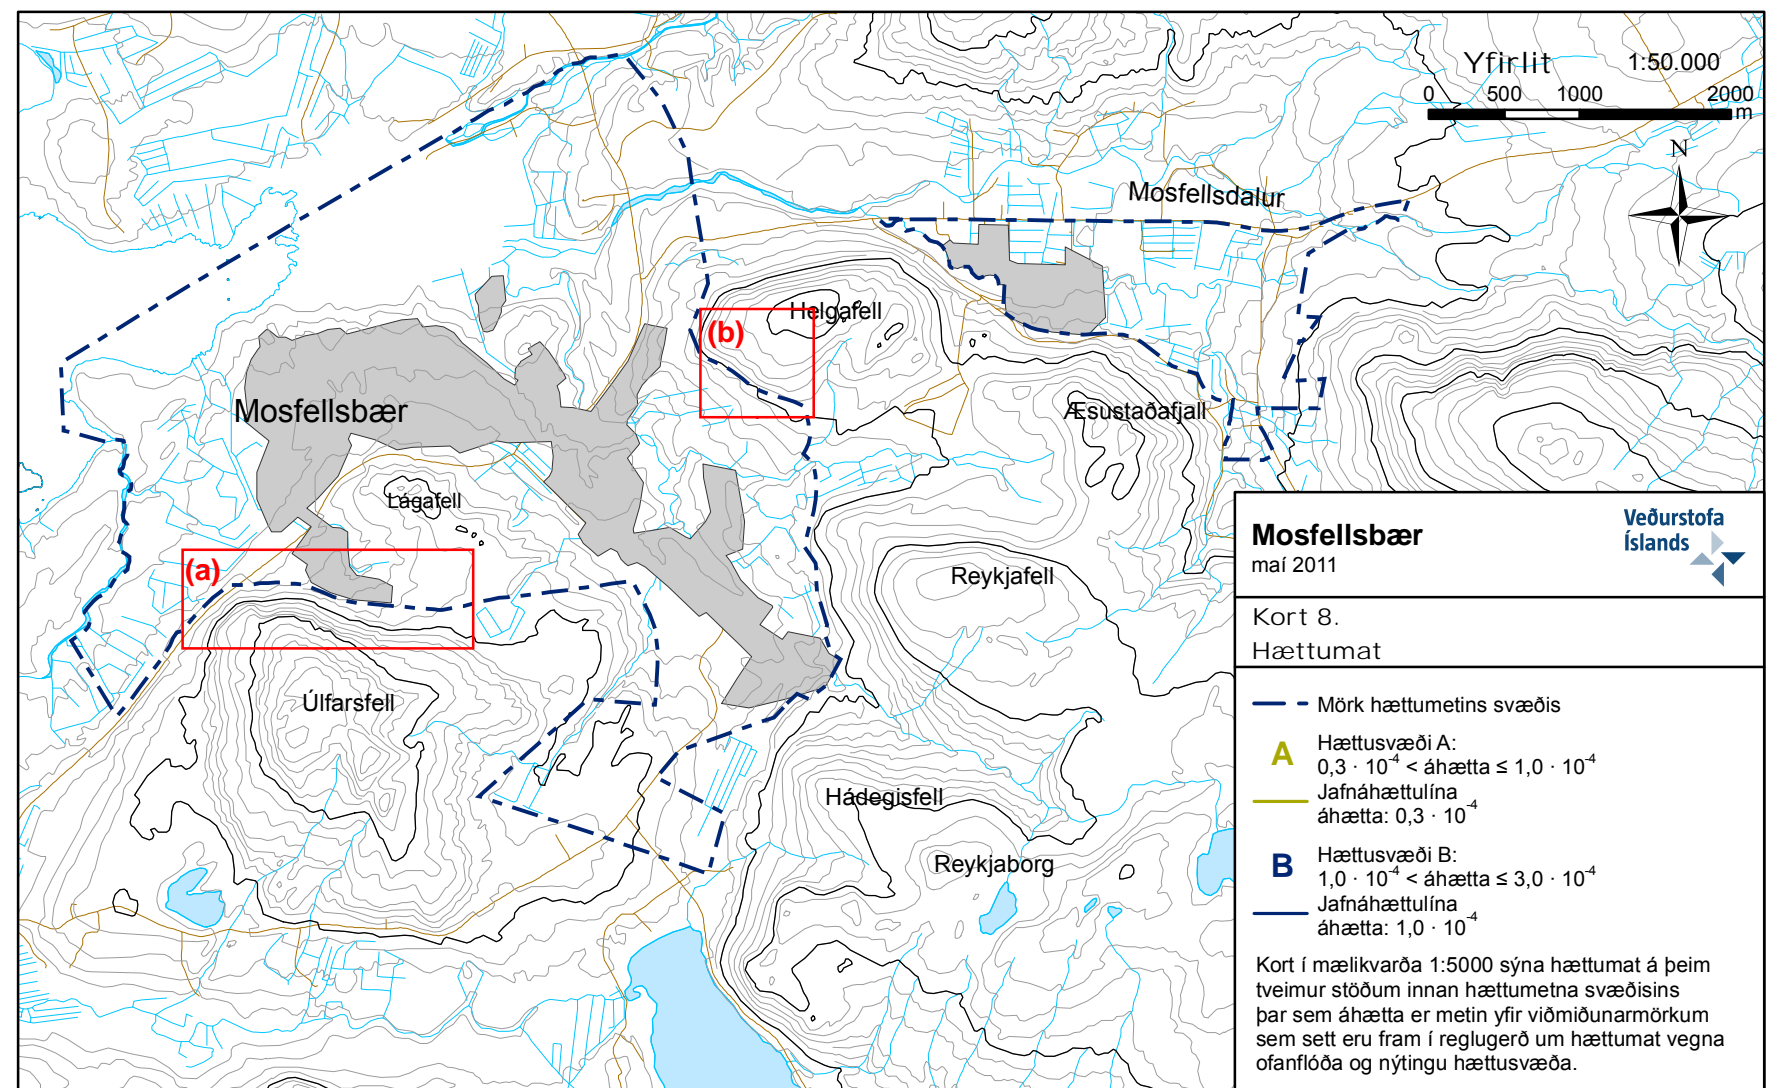 Yfirlit 1:50.000
0 500 1000 2000
m
N
Mosfellsdalur
Helgafell
(b)
Mosfellsbær
Æsustaðafjall
Lágafell
(a)
Reykjafell
Úlfarsfell
Hádegisfell
Reykjaborg
Mosfellsbær
maí 2011
Veðurstofa
Íslands
Kort 8.
Hættumat
Mörk hættumetins svæðis
A
Hættusvæði A:
0,3 · 10⁻⁴ < áhætta ≤ 1,0 · 10⁻⁴
Jafnáhættulína
áhætta: 0,3 · 10⁻⁴
B
Hættusvæði B:
1,0 · 10⁻⁴ < áhætta ≤ 3,0 · 10⁻⁴
Jafnáhættulína
áhætta: 1,0 · 10⁻⁴
Kort í mælikvarða 1:5000 sýna hættumat á þeim
tveimur stöðum innan hættumetna svæðisins
þar sem áhætta er metin yfir viðmiðunarmörkum
sem sett eru fram í reglugerð um hættumat vegna
ofanflóða og nýtingu hættusvæða.